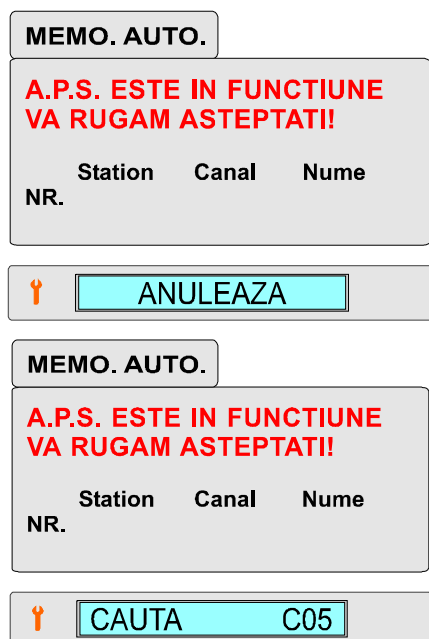 MEMO. AUTO.
A.P.S. ESTE IN FUNCTIUNE
VA RUGAM ASTEPTATI!
Station Canal Nume
NR.
ANULEAZA
MEMO. AUTO.
A.P.S. ESTE IN FUNCTIUNE
VA RUGAM ASTEPTATI!
Station Canal Nume
NR.
CAUTA C05